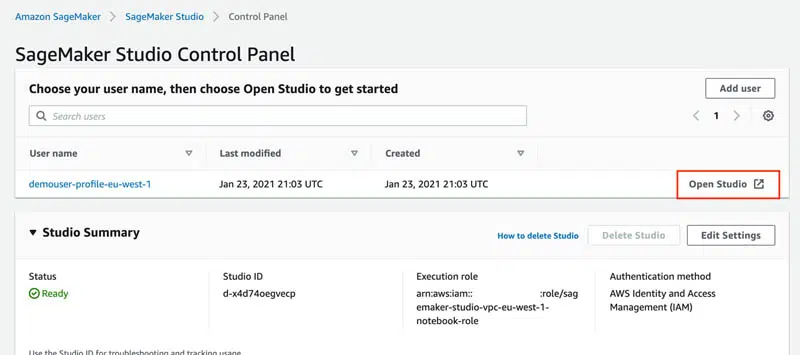 Amazon SageMaker > SageMaker Studio > Control Panel
SageMaker Studio Control Panel
Choose your user name, then choose Open Studio to get started
Add user
Search users
< 1 >
User name
Last modified
Created
demouser-profile-eu-west-1
Jan 23, 2021 21:03 UTC
Jan 23, 2021 21:03 UTC
Open Studio
Studio Summary
How to delete Studio
Delete Studio
Edit Settings
Status
Studio ID
Execution role
Authentication method
Ready
d-x4d74oegvecp
arn:aws:iam:: :role/sag
emaker-studio-vpc-eu-west-1-
notebook-role
AWS Identity and Access
Management (IAM)
Use the Studio ID for troubleshooting and tracking usage